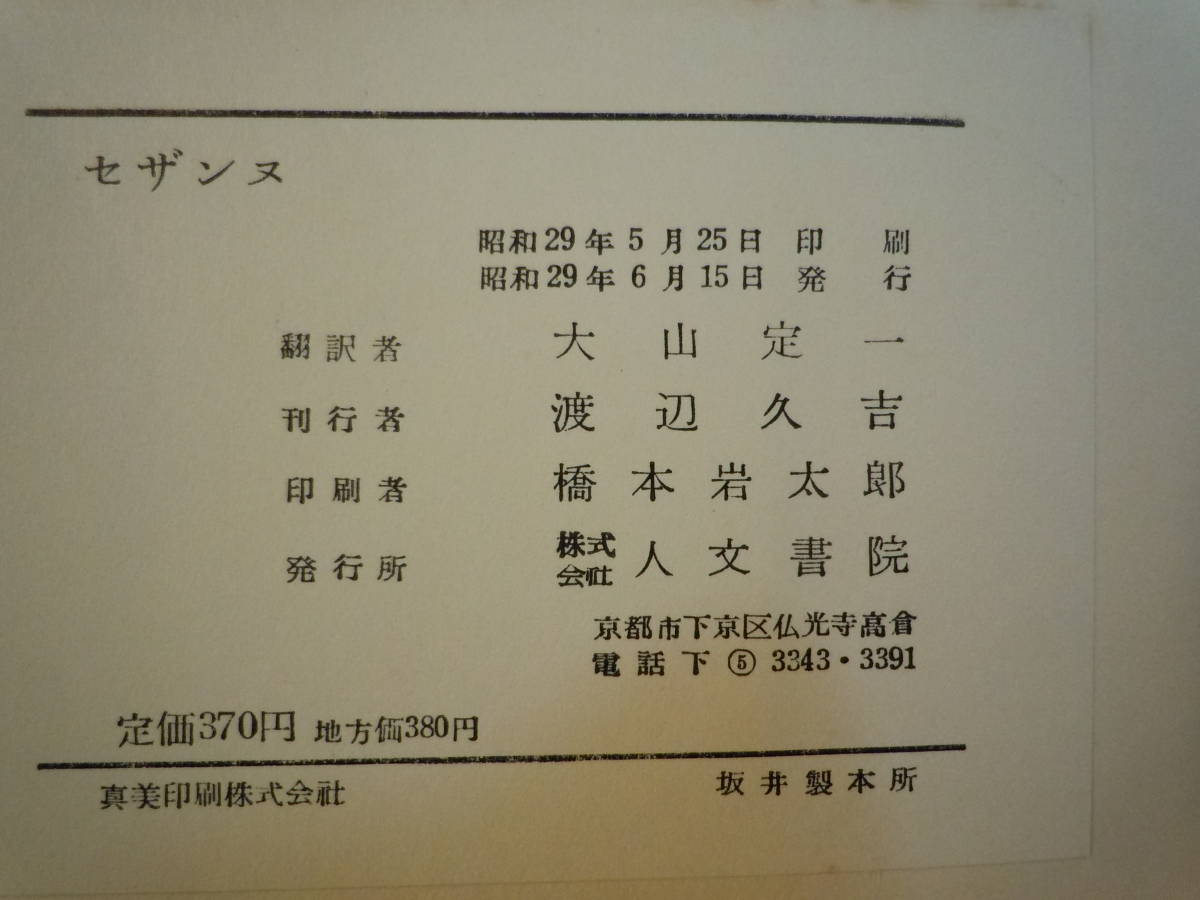 セザンヌ
昭和29年5月25日 印刷
昭和29年6月15日 発行
翻訳者 大山定一
刊行者 渡辺久吉
印刷者 橋本岩太郎
発行所 株式会社 人文書院
京都市下京区仏光寺高倉
電話下⑤3343・3391
定価370円 地方価380円
真美印刷株式会社 坂井製本所